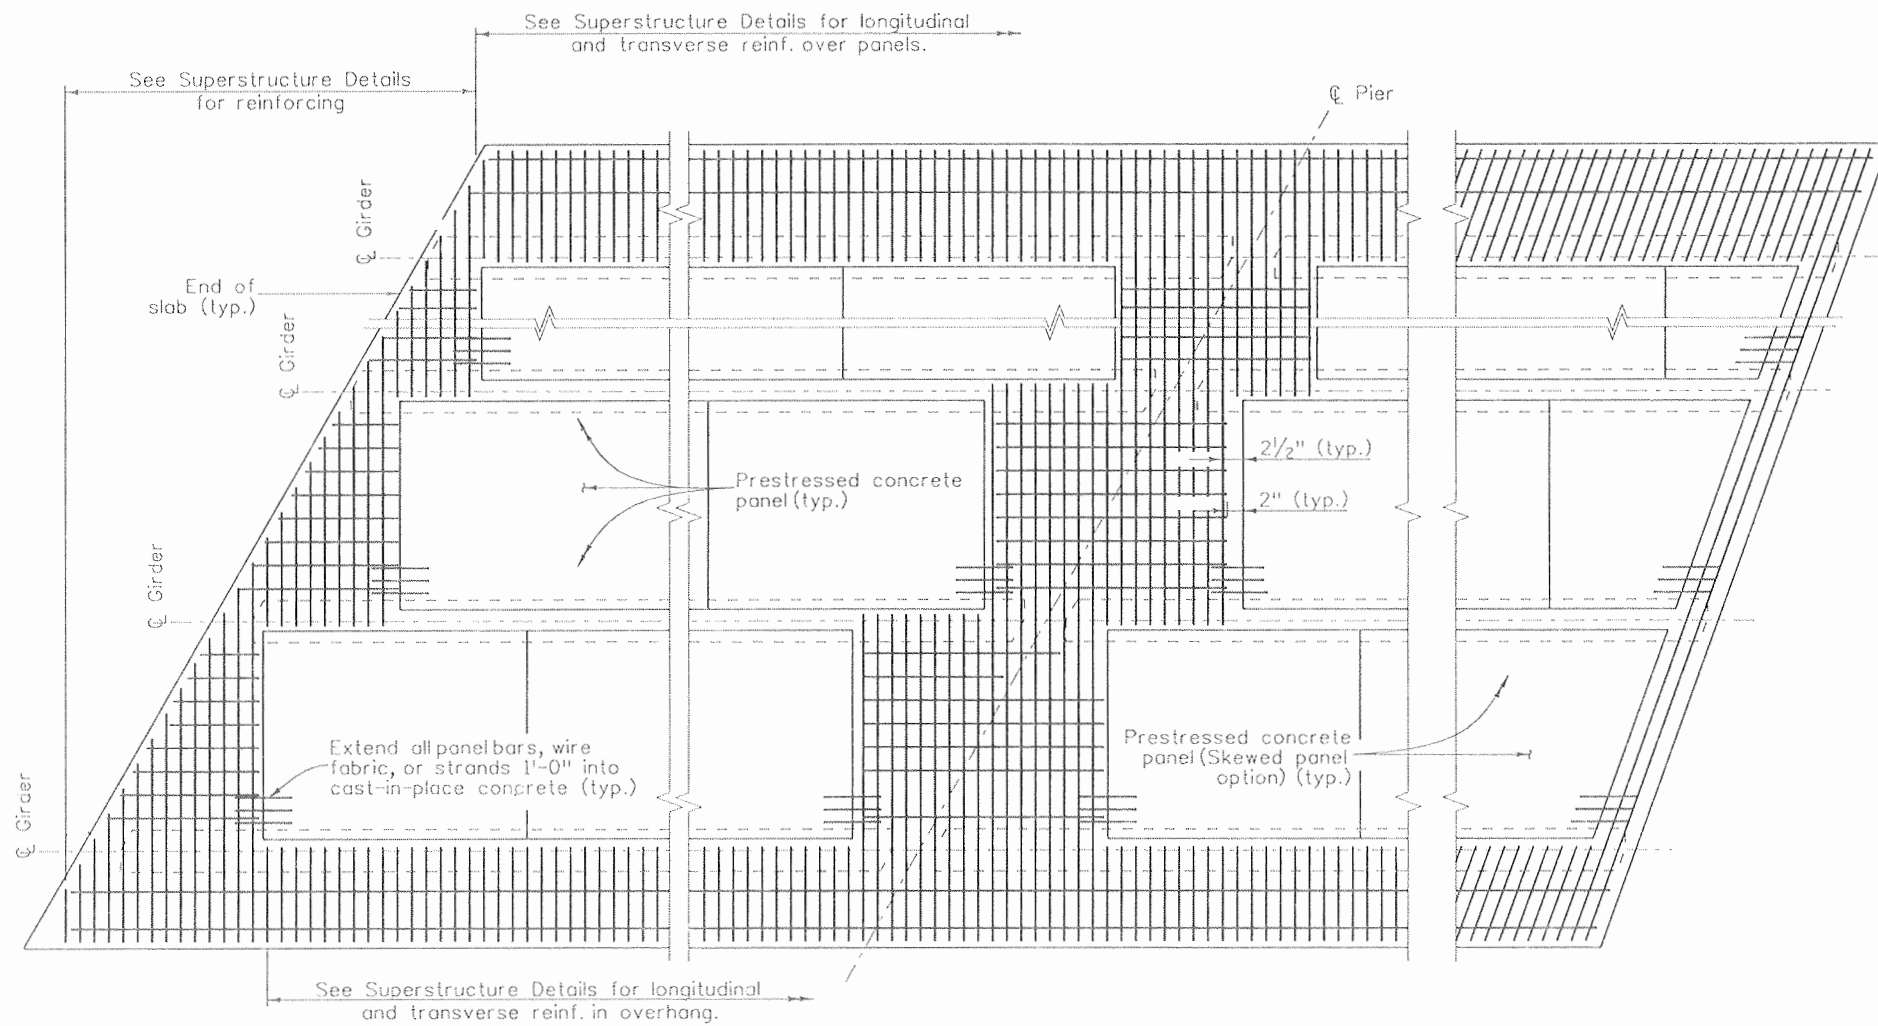 See Superstructure Details for longitudinal
and transverse reinf. over panels.
See Superstructure Details
for reinforcing
℄ Pier
℄ Girder
End of
slab (typ.)
℄ Girder
2½" (typ.)
Prestressed concrete
panel (typ.)
2" (typ.)
℄ Girder
Extend all panel bars, wire
fabric, or strands 1'-0" into
cast-in-place concrete (typ.)
Prestressed concrete
panel (Skewed panel
option) (typ.)
℄ Girder
See Superstructure Details for longitudinal
and transverse reinf. in overhang.